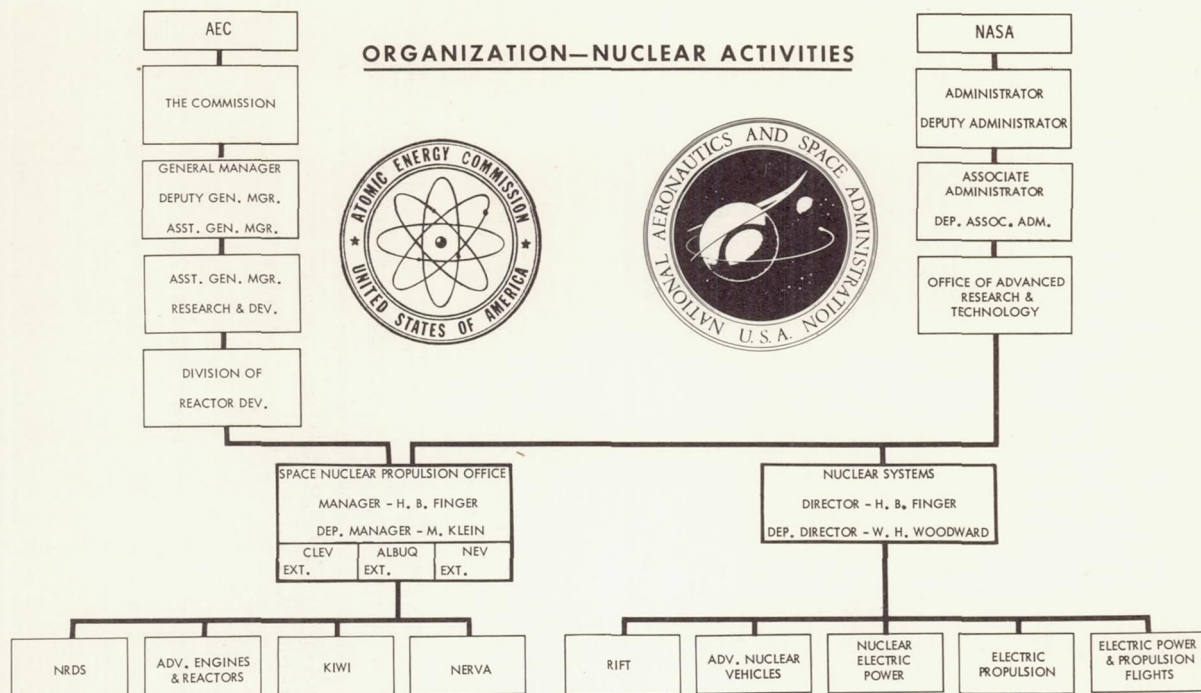 AEC
ORGANIZATION—NUCLEAR ACTIVITIES
NASA
THE COMMISSION
GENERAL MANAGER
DEPUTY GEN. MGR.
ASST. GEN. MGR.
ASST. GEN. MGR.
RESEARCH & DEV.
DIVISION OF
REACTOR DEV.
ATOMIC ENERGY COMMISSION
UNITED STATES OF AMERICA
NATIONAL AERONAUTICS AND SPACE ADMINISTRATION
U.S.A.
ADMINISTRATOR
DEPUTY ADMINISTRATOR
ASSOCIATE
ADMINISTRATOR
DEP. ASSOC. ADM.
OFFICE OF ADVANCED
RESEARCH &
TECHNOLOGY
SPACE NUCLEAR PROPULSION OFFICE
MANAGER - H. B. FINGER
DEP. MANAGER - M. KLEIN
CLEV
EXT.
ALBUQ
EXT.
NEV
EXT.
NUCLEAR SYSTEMS
DIRECTOR - H. B. FINGER
DEP. DIRECTOR - W. H. WOODWARD
NRDS
ADV. ENGINES
& REACTORS
KIWI
NERVA
RIFT
ADV. NUCLEAR
VEHICLES
NUCLEAR
ELECTRIC
POWER
ELECTRIC
PROPULSION
ELECTRIC POWER
& PROPULSION
FLIGHTS